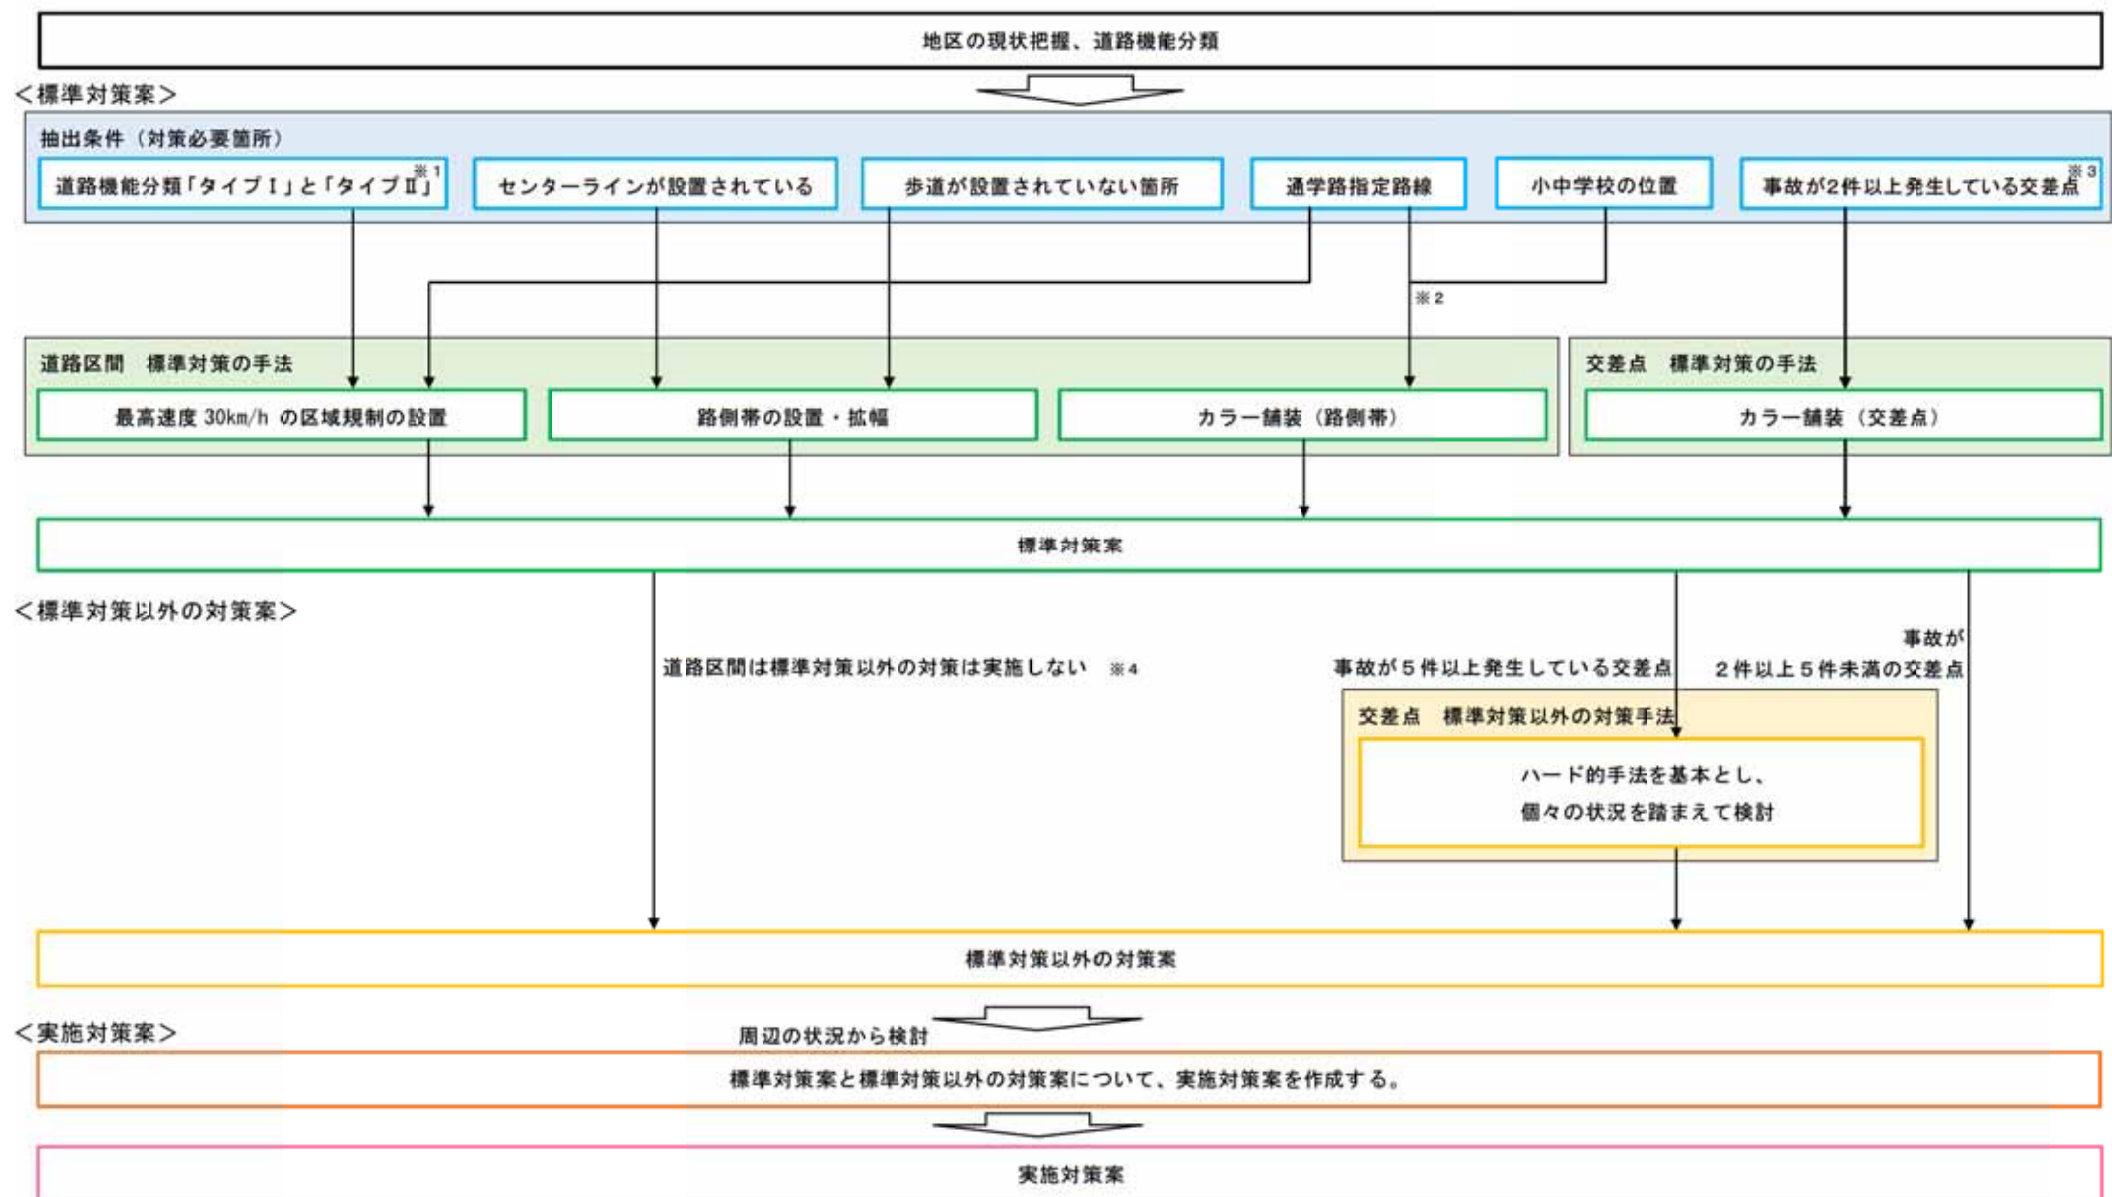 地区の現状把握、道路機能分類
＜標準対策案＞
抽出条件（対策必要箇所）
道路機能分類「タイプⅠ」と「タイプⅡ」※1
センターラインが設置されている
歩道が設置されていない箇所
通学路指定路線
小中学校の位置
事故が2件以上発生している交差点※3
※2
道路区間　標準対策の手法
交差点　標準対策の手法
最高速度 30km/h の区域規制の設置
路側帯の設置・拡幅
カラー舗装（路側帯）
カラー舗装（交差点）
標準対策案
＜標準対策以外の対策案＞
道路区間は標準対策以外の対策は実施しない　※4
事故が５件以上発生している交差点
事故が
２件以上５件未満の交差点
交差点　標準対策以外の対策手法
ハード的手法を基本とし、
個々の状況を踏まえて検討
標準対策以外の対策案
＜実施対策案＞
周辺の状況から検討
標準対策案と標準対策以外の対策案について、実施対策案を作成する。
実施対策案